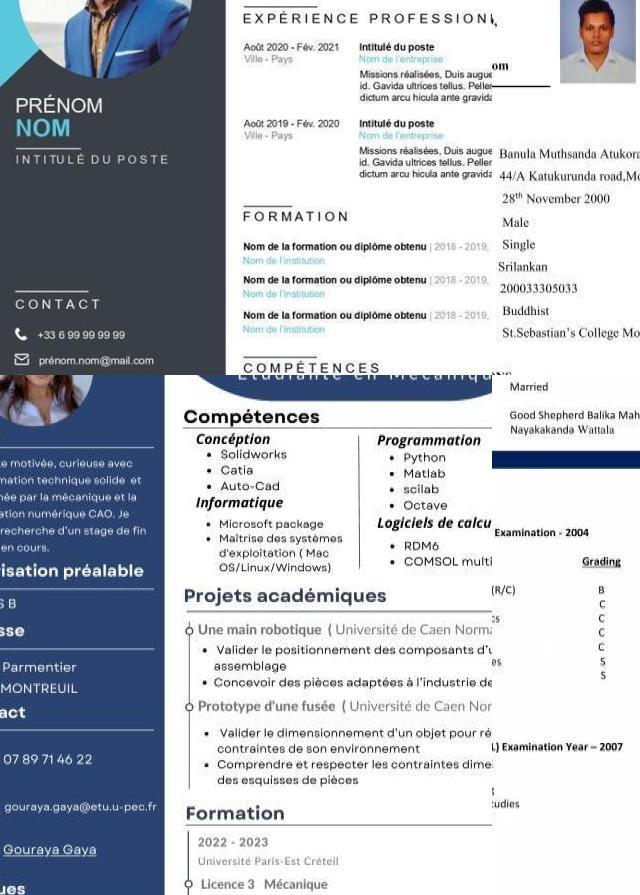 PRÉNOM
NOM
INTITULÉ DU POSTE
CONTACT
+33 6 99 99 99 99
prénom.nom@mail.com
EXPÉRIENCE PROFESSION
Août 2020 - Fév. 2021
Ville - Pays
Intitulé du poste
Nom de l'entreprise
Missions réalisées, Duis augue
id. Gavida ultrices tellus. Peller
dictum arcu hicula ante gravida
Août 2019 - Fév. 2020
Ville - Pays
Intitulé du poste
Nom de l'entreprise
Missions réalisées, Duis augue
id. Gavida ultrices tellus. Peller
dictum arcu hicula ante gravida
FORMATION
Nom de la formation ou diplôme obtenu | 2018 - 2019,
Nom de l'institution
Nom de la formation ou diplôme obtenu | 2018 - 2019,
Nom de l'institution
Nom de la formation ou diplôme obtenu | 2018 - 2019,
Nom de l'institution
COMPÉTENCES
om
Banula Muthsanda Atukora
44/A Katukurunda road,Mo
28th November 2000
Male
Single
Srilankan
200033305033
Buddhist
St.Sebastian's College Mo
te motivée, curieuse avec
mation technique solide et
née par la mécanique et la
ation numérique CAO. Je
recherche d'un stage de fin
en cours.
risation préalable
S B
sse
Parmentier
MONTREUIL
act
07 89 71 46 22
gouraya.gaya@etu.u-pec.fr
Gouraya Gaya
ues
Etudiante en Mécaniqu
Compétences
Concéption
• Solidworks
• Catia
• Auto-Cad
Informatique
• Microsoft package
• Maîtrise des systèmes
d'exploitation ( Mac
OS/Linux/Windows)
Programmation
• Python
• Matlab
• scilab
• Octave
Logiciels de calcu
• RDM6
• COMSOL multi
Projets académiques
Une main robotique ( Université de Caen Norma
• Valider le positionnement des composants d'u
assemblage
• Concevoir des pièces adaptées à l'industrie de
Prototype d'une fusée ( Université de Caen Nor
• Valider le dimensionnement d'un objet pour ré
contraintes de son environnement
• Comprendre et respecter les contraintes dime
des esquisses de pièces
Formation
2022 - 2023
Université Paris-Est Créteil
Licence 3 Mécanique
Married
Good Shepherd Balika Mah
Nayakakanda Wattala
Examination - 2004
Grading
(R/C) B
C
cs C
C
C
es S
S
L) Examination Year – 2007
tudies